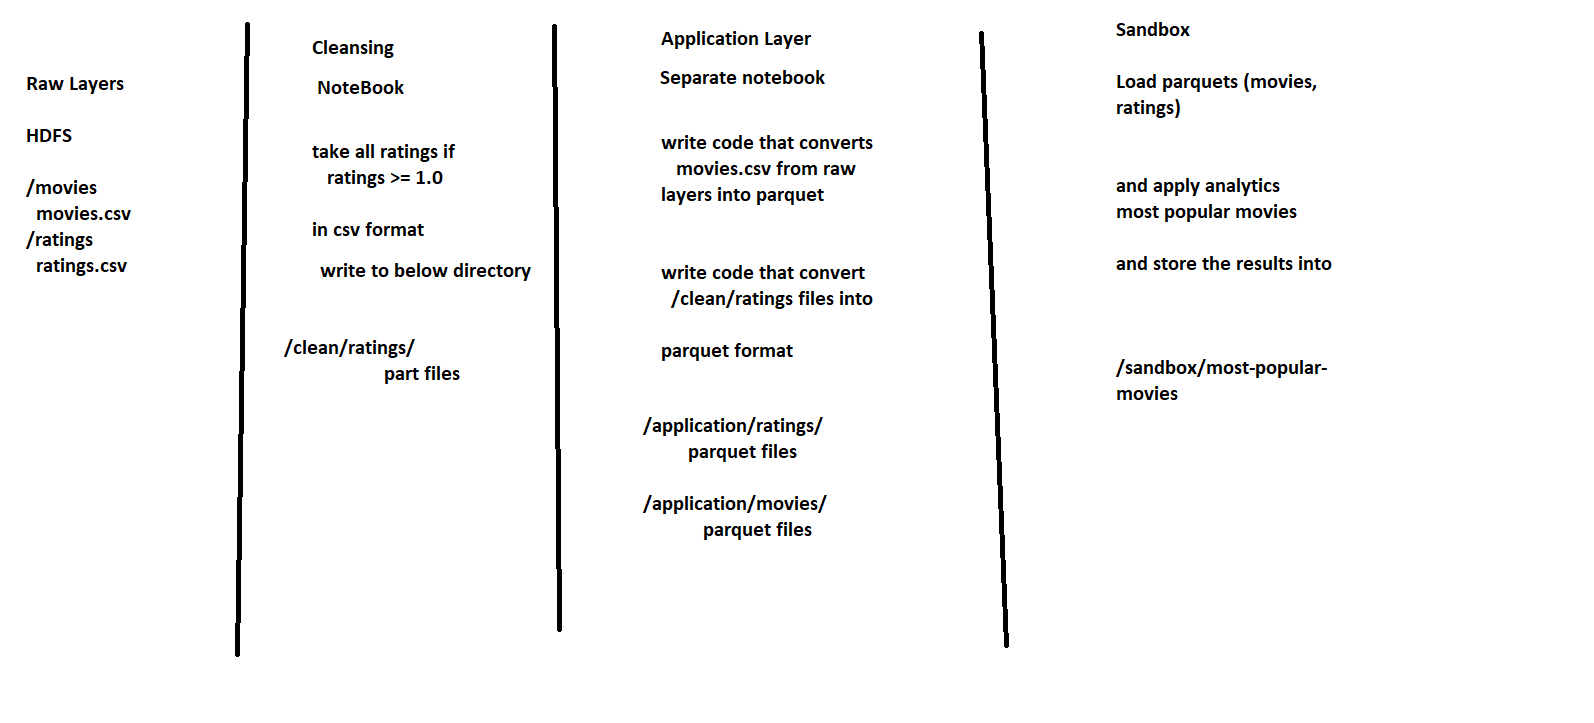 Raw Layers
HDFS
/movies
movies.csv
/ratings
ratings.csv
Cleansing
NoteBook
take all ratings if
ratings >= 1.0
in csv format
write to below directory
/clean/ratings/
part files
Application Layer
Separate notebook
write code that converts
movies.csv from raw
layers into parquet
write code that convert
/clean/ratings files into
parquet format
/application/ratings/
parquet files
/application/movies/
parquet files
Sandbox
Load parquets (movies,
ratings)
and apply analytics
most popular movies
and store the results into
/sandbox/most-popular-
movies